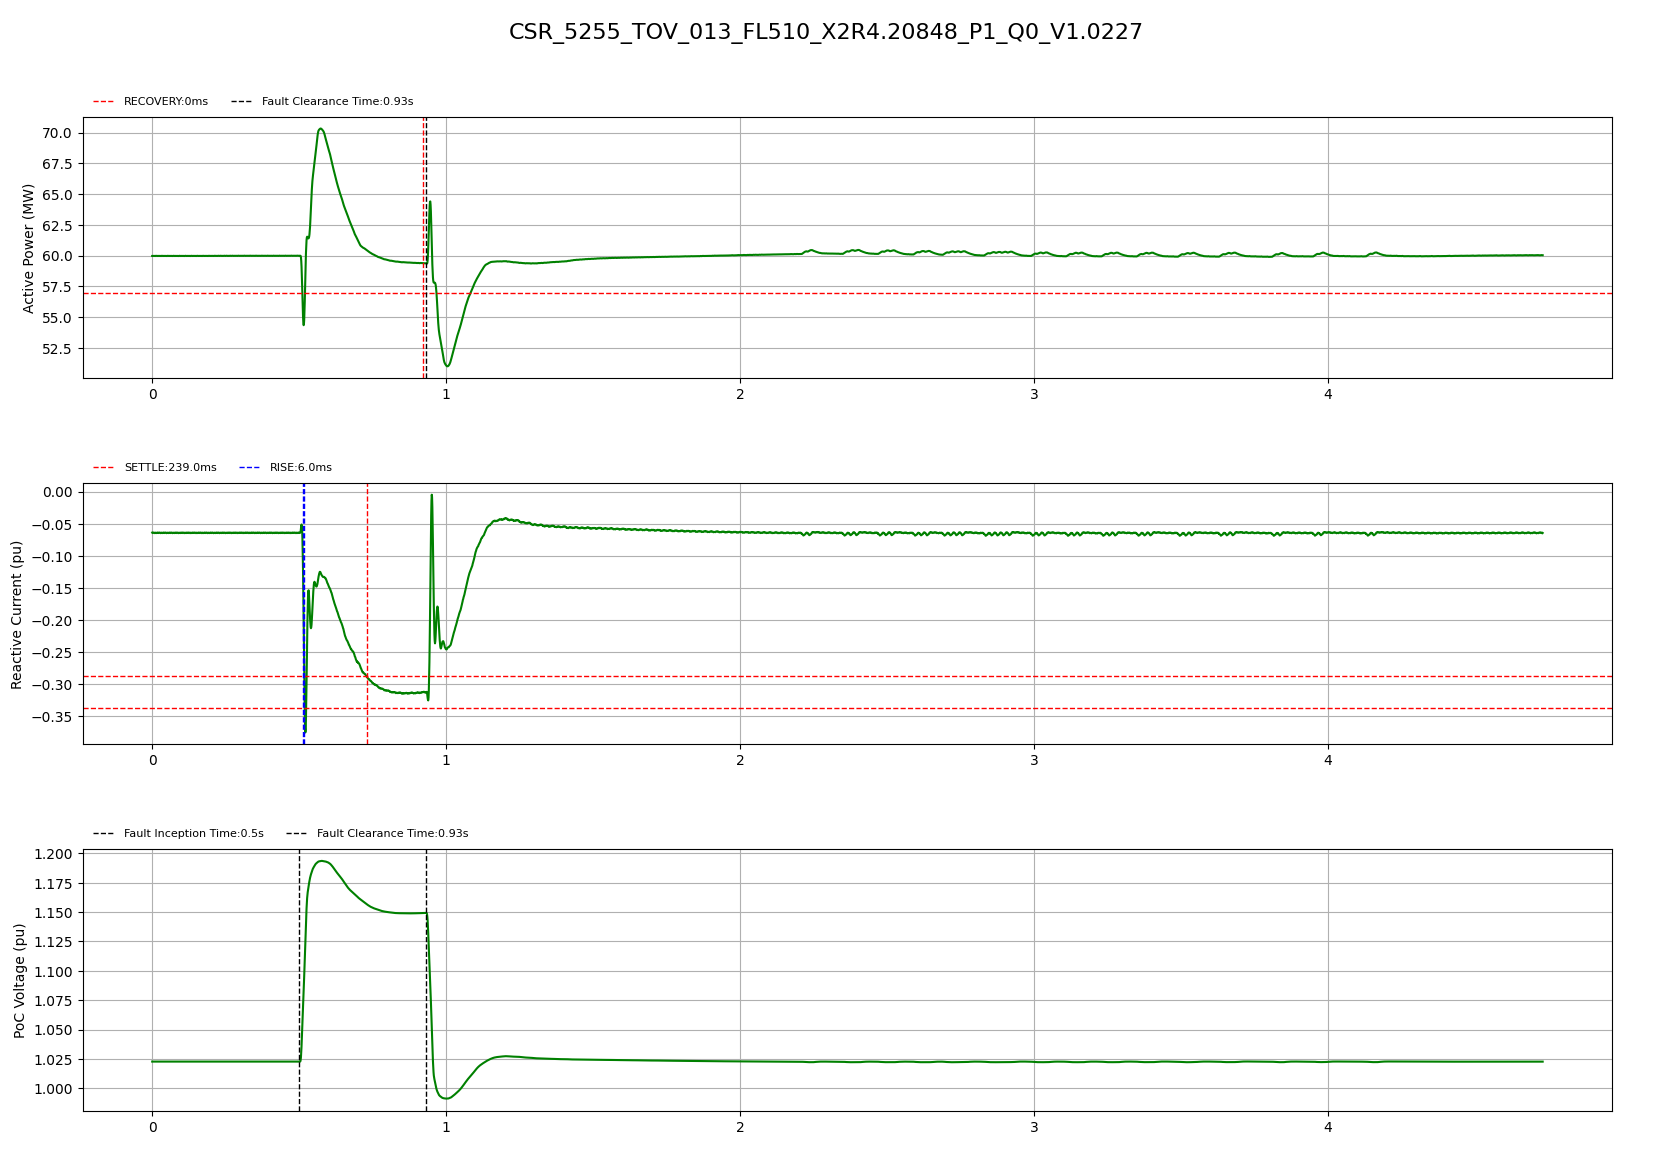 CSR_5255_TOV_013_FL510_X2R4.20848_P1_Q0_V1.0227
RECOVERY:0ms Fault Clearance Time:0.93s
Active Power (MW)
70.0
67.5
65.0
62.5
60.0
57.5
55.0
52.5
0 1 2 3 4
SETTLE:239.0ms RISE:6.0ms
Reactive Current (pu)
0.00
−0.05
−0.10
−0.15
−0.20
−0.25
−0.30
−0.35
0 1 2 3 4
Fault Inception Time:0.5s Fault Clearance Time:0.93s
PoC Voltage (pu)
1.200
1.175
1.150
1.125
1.100
1.075
1.050
1.025
1.000
0 1 2 3 4